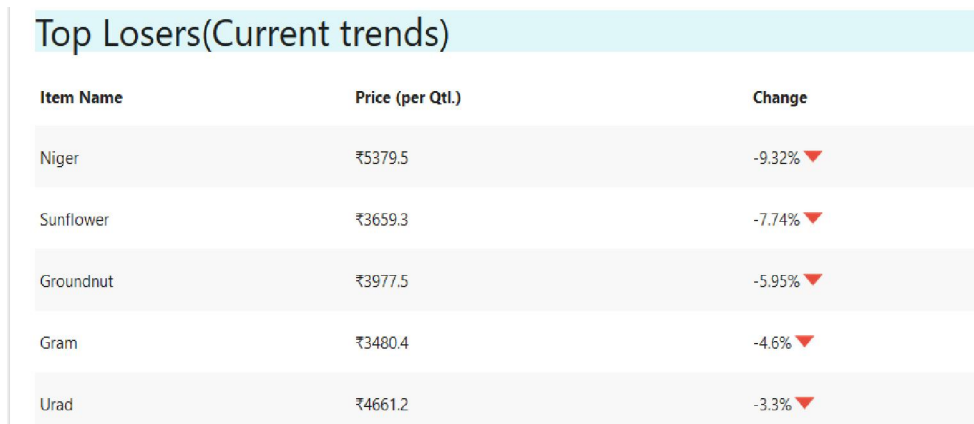 Top Losers(Current trends)
Item Name Price (per Qtl.) Change
Niger ₹5379.5 -9.32%
Sunflower ₹3659.3 -7.74%
Groundnut ₹3977.5 -5.95%
Gram ₹3480.4 -4.6%
Urad ₹4661.2 -3.3%